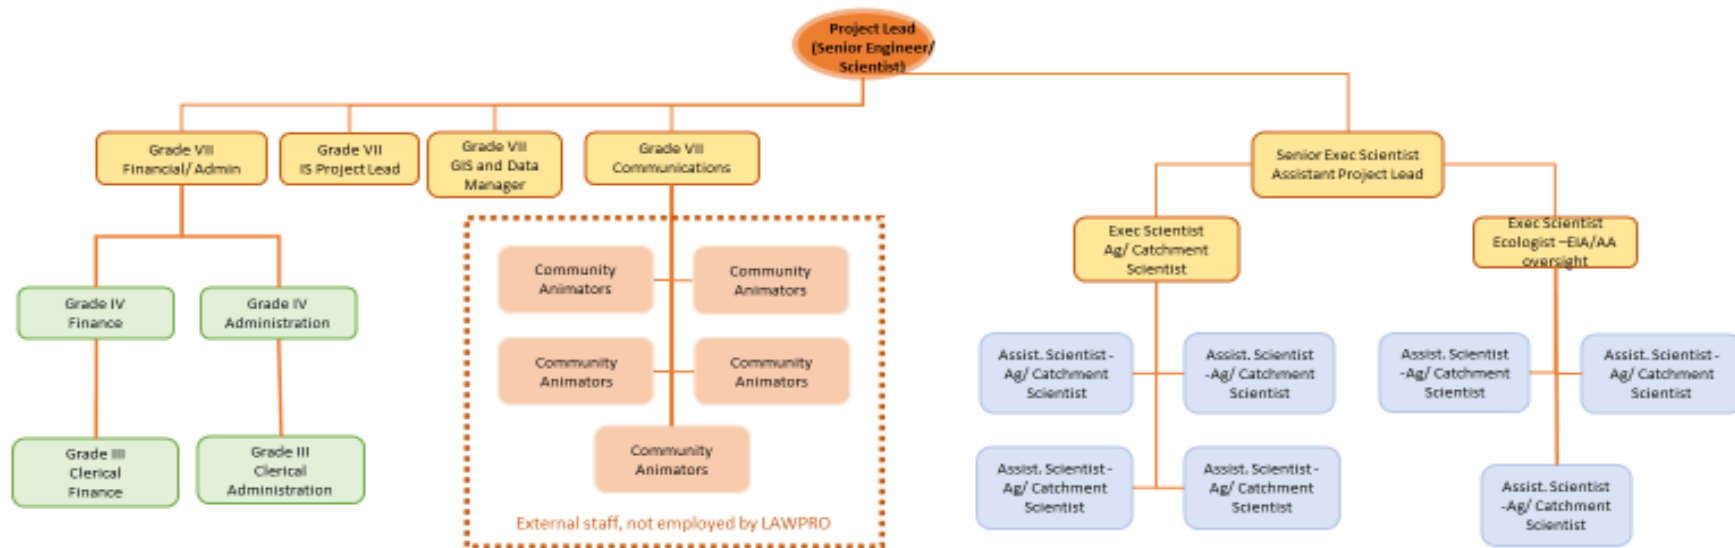 Project Lead
(Senior Engineer/
Scientist)
Grade VII
Financial/ Admin
Grade VII
IS Project Lead
Grade VII
GIS and Data
Manager
Grade VII
Communications
Senior Exec Scientist
Assistant Project Lead
Exec Scientist
Ag/ Catchment
Scientist
Exec Scientist
Ecologist –EIA/AA
oversight
Grade IV
Finance
Grade IV
Administration
Grade III
Clerical
Finance
Grade III
Clerical
Administration
Community
Animators
Community
Animators
Community
Animators
Community
Animators
Community
Animators
External staff, not employed by LAWPRO
Assist. Scientist -
Ag/ Catchment
Scientist
Assist. Scientist
-Ag/ Catchment
Scientist
Assist. Scientist -
Ag/ Catchment
Scientist
Assist. Scientist -
Ag/ Catchment
Scientist
Assist. Scientist
-Ag/ Catchment
Scientist
Assist. Scientist -
Ag/ Catchment
Scientist
Assist. Scientist
-Ag/ Catchment
Scientist